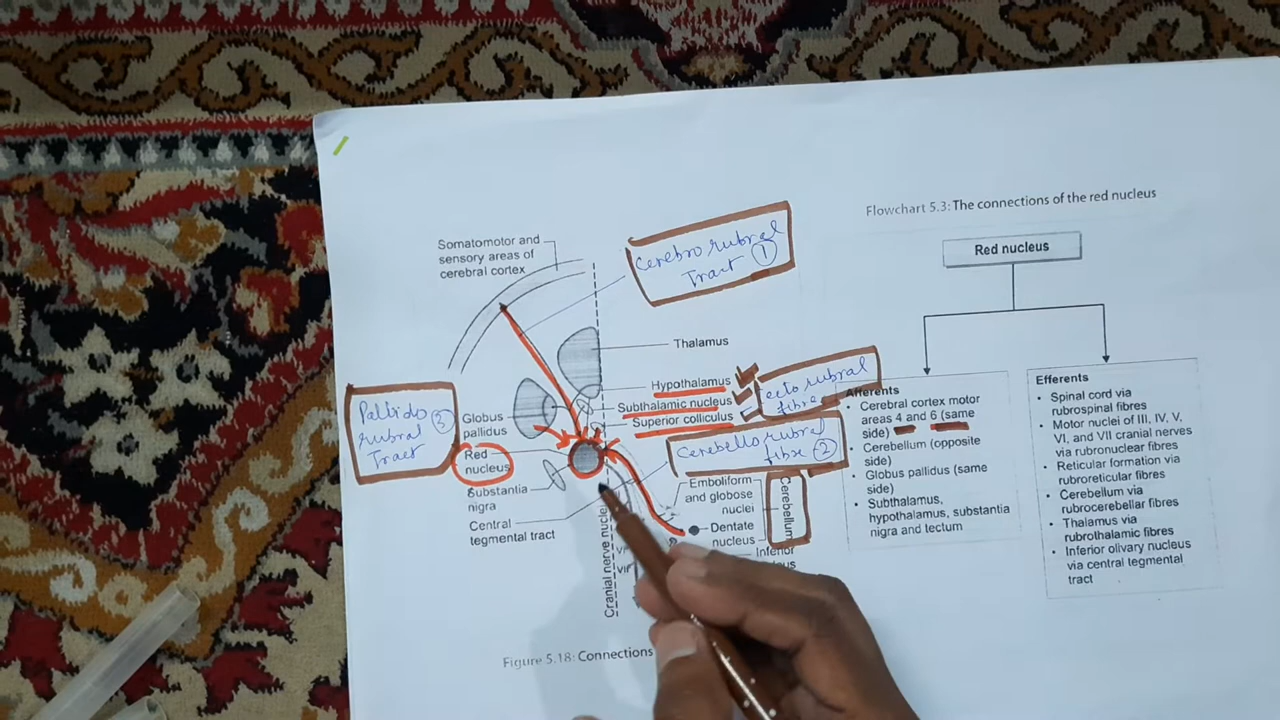 Flowchart 5.3: The connections of the red nucleus
Red nucleus
Somatomotor and
sensory areas of
cerebral cortex
Cerebro rubral
Tract ①
Thalamus
Hypothalamus
Subthalamic nucleus
Superior colliculus
tecto rubral
fibre
Globus
pallidus
Pallido ③
rubral
Tract
Cerebello rubral
fibre - 2
Red
nucleus
Substantia
nigra
Central
tegmental tract
Emboliform
and globose
nuclei
Dentate
nucleus
Inferior
Cerebellum
Cranial nerve nuclei
VI
VII
Figure 5.18: Connections
Afferents
• Cerebral cortex motor
areas 4 and 6 (same
side)
• Cerebellum (opposite
side)
• Globus pallidus (same
side)
• Subthalamus,
hypothalamus, substantia
nigra and tectum
Efferents
• Spinal cord via
rubrospinal fibres
• Motor nuclei of III, IV, V,
VI, and VII cranial nerves
via rubronuclear fibres
• Reticular formation via
rubroreticular fibres
• Cerebellum via
rubrocerebellar fibres
• Thalamus via
rubrothalamic fibres
• Inferior olivary nucleus
via central tegmental
tract